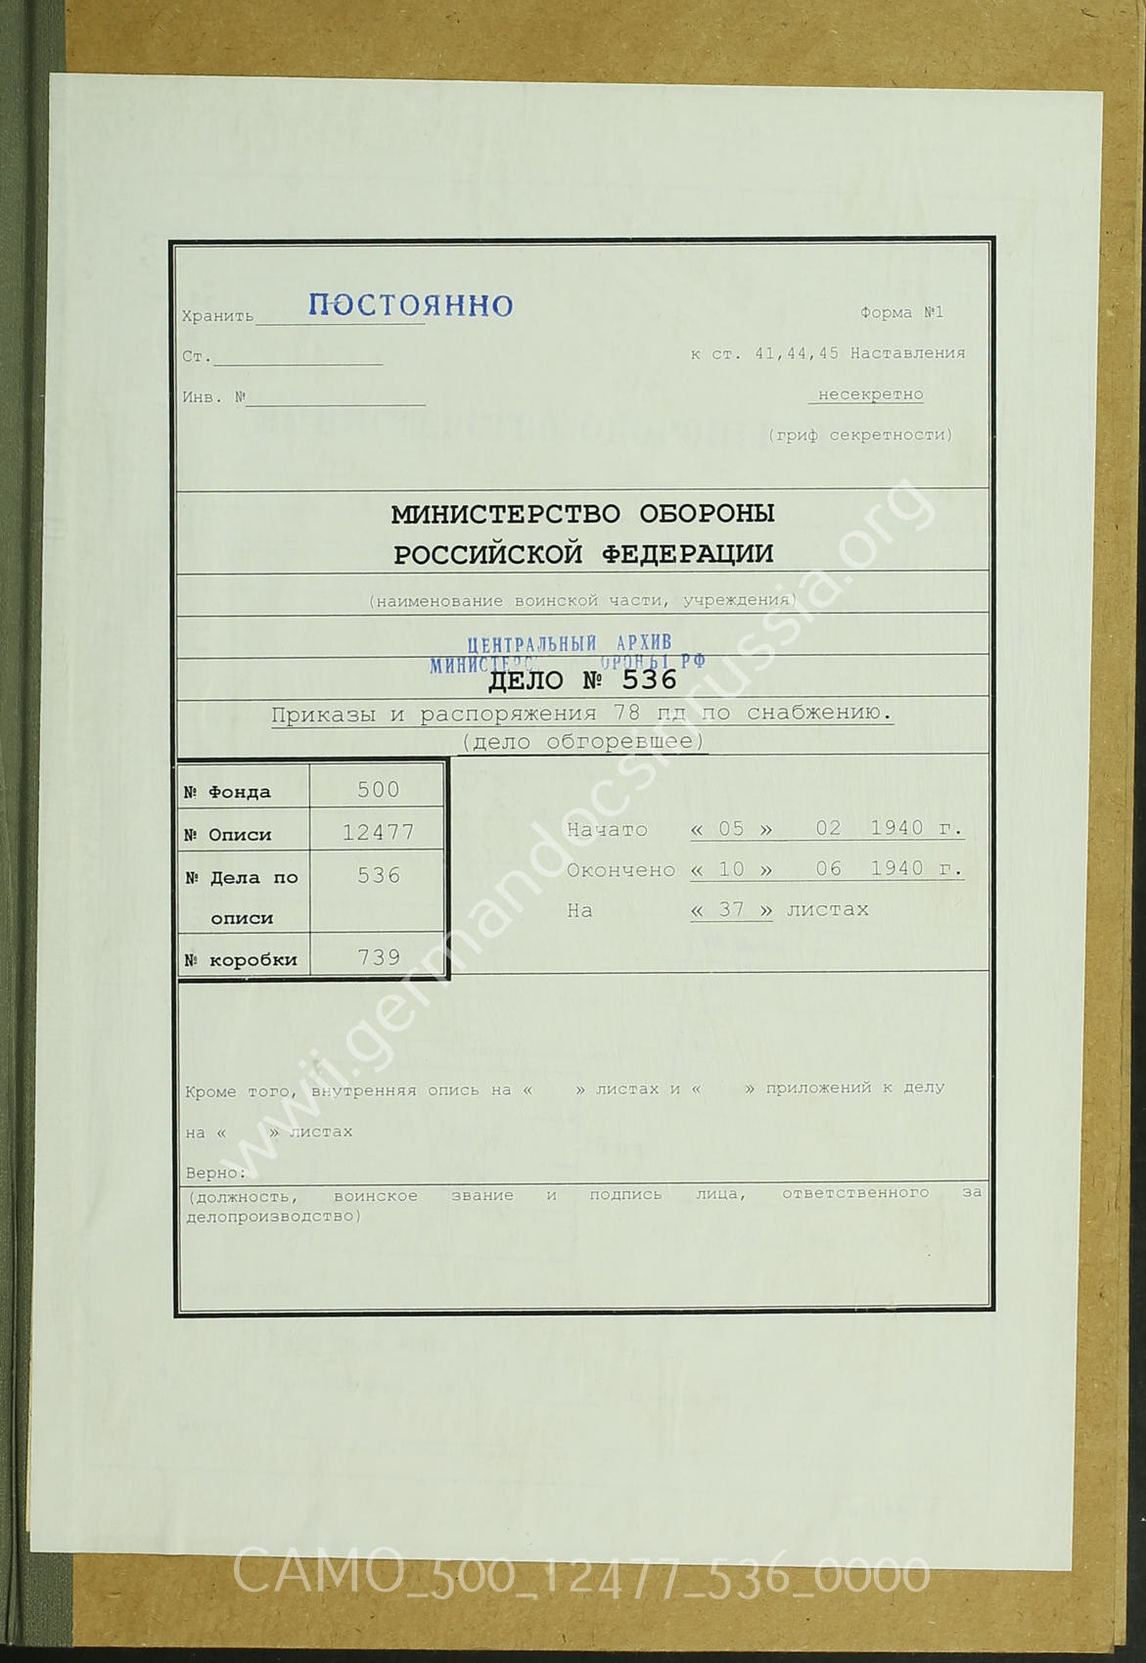 Хранить ПОСТОЯННО
Форма №1
Ст.
к ст. 41,44,45 Наставления
Инв. №
несекретно
(гриф секретности)
МИНИСТЕРСТВО ОБОРОНЫ
РОССИЙСКОЙ ФЕДЕРАЦИИ
(наименование воинской части, учреждения)
ЦЕНТРАЛЬНЫЙ АРХИВ
РФ
ДЕЛО № 536
Приказы и распоряжения 78 пд по снабжению.
(дело обгоревшее)
№ Фонда 500
№ Описи 12477
№ Дела по 536
описи
№ коробки 739
Начато « 05 » 02 1940 г.
Окончено « 10 » 06 1940 г.
На « 37 » листах
Кроме того, внутренняя опись на « » листах и « » приложений к делу
на « » листах
Верно:
(должность, воинское звание и подпись лица, ответственного за
делопроизводство)
wwii.germandocsinrussia.org
CAMO_500_12477_536_0000